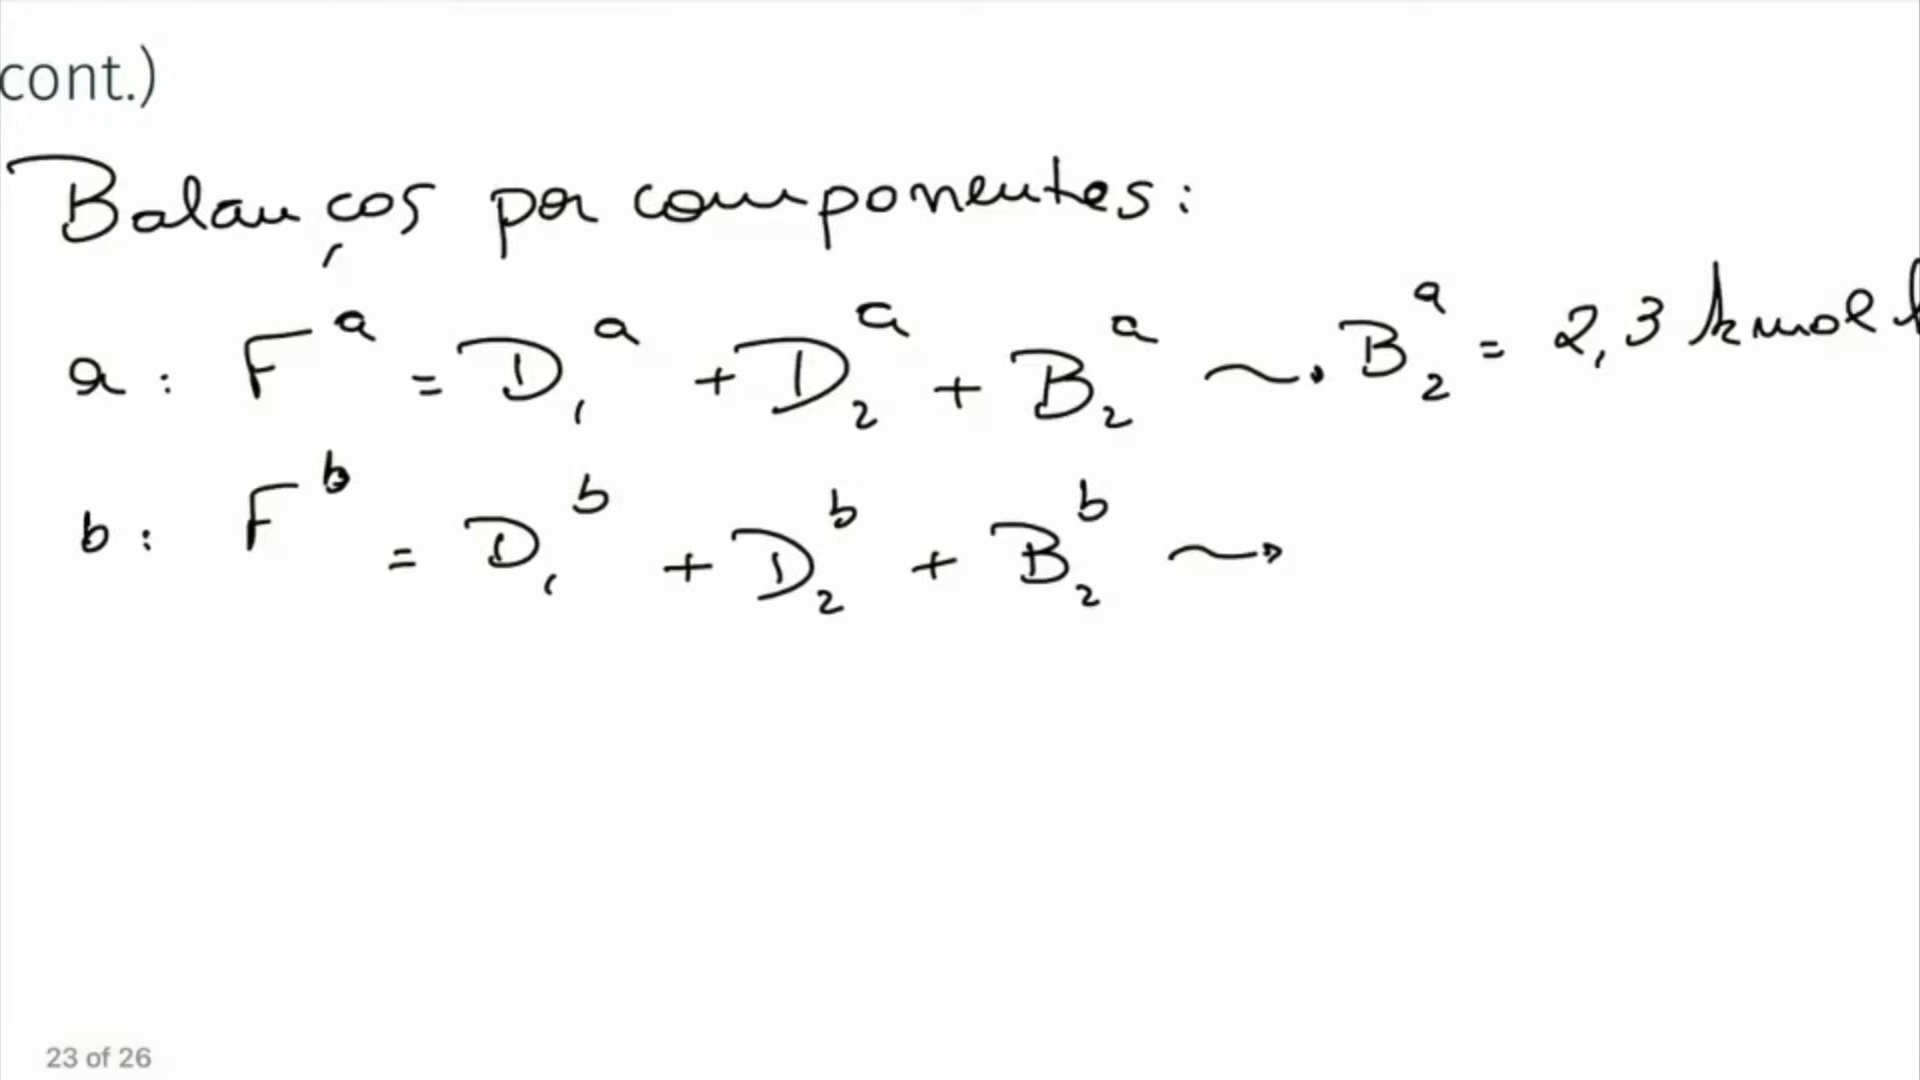 cont.)
Balanços por componentes:
a: F^a = D_1^a + D_2^a + B_2^a ⇝ B_2^a = 2,3 kmol
b: F^b = D_1^b + D_2^b + B_2^b ⇝
23 of 26